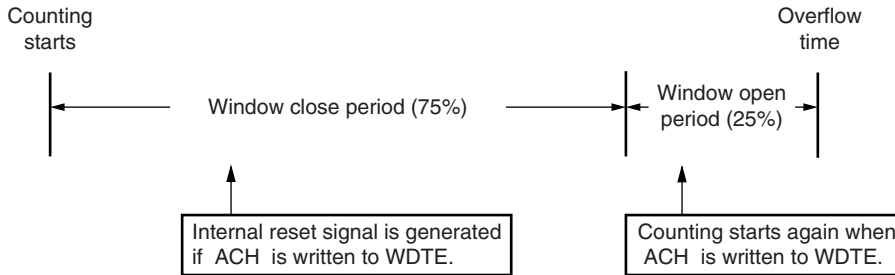 Counting
starts
Overflow
time
Window close period (75%)
Window open
period (25%)
Internal reset signal is generated
if ACH is written to WDTE.
Counting starts again when
ACH is written to WDTE.